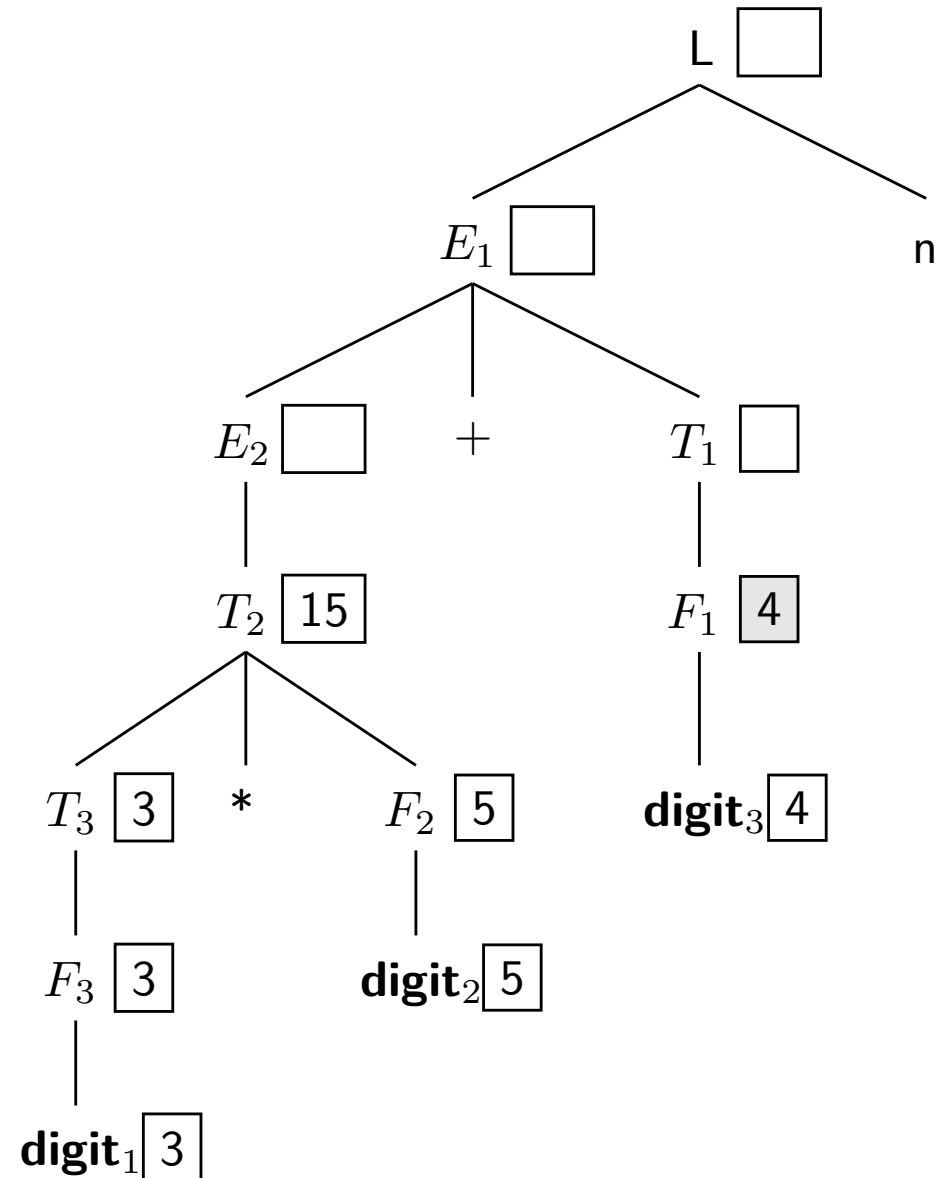 L
E₁ n
E₂ + T₁
T₂ 15 F₁ 4
T₃ 3 * F₂ 5 digit₃ 4
F₃ 3 digit₂ 5
digit₁ 3